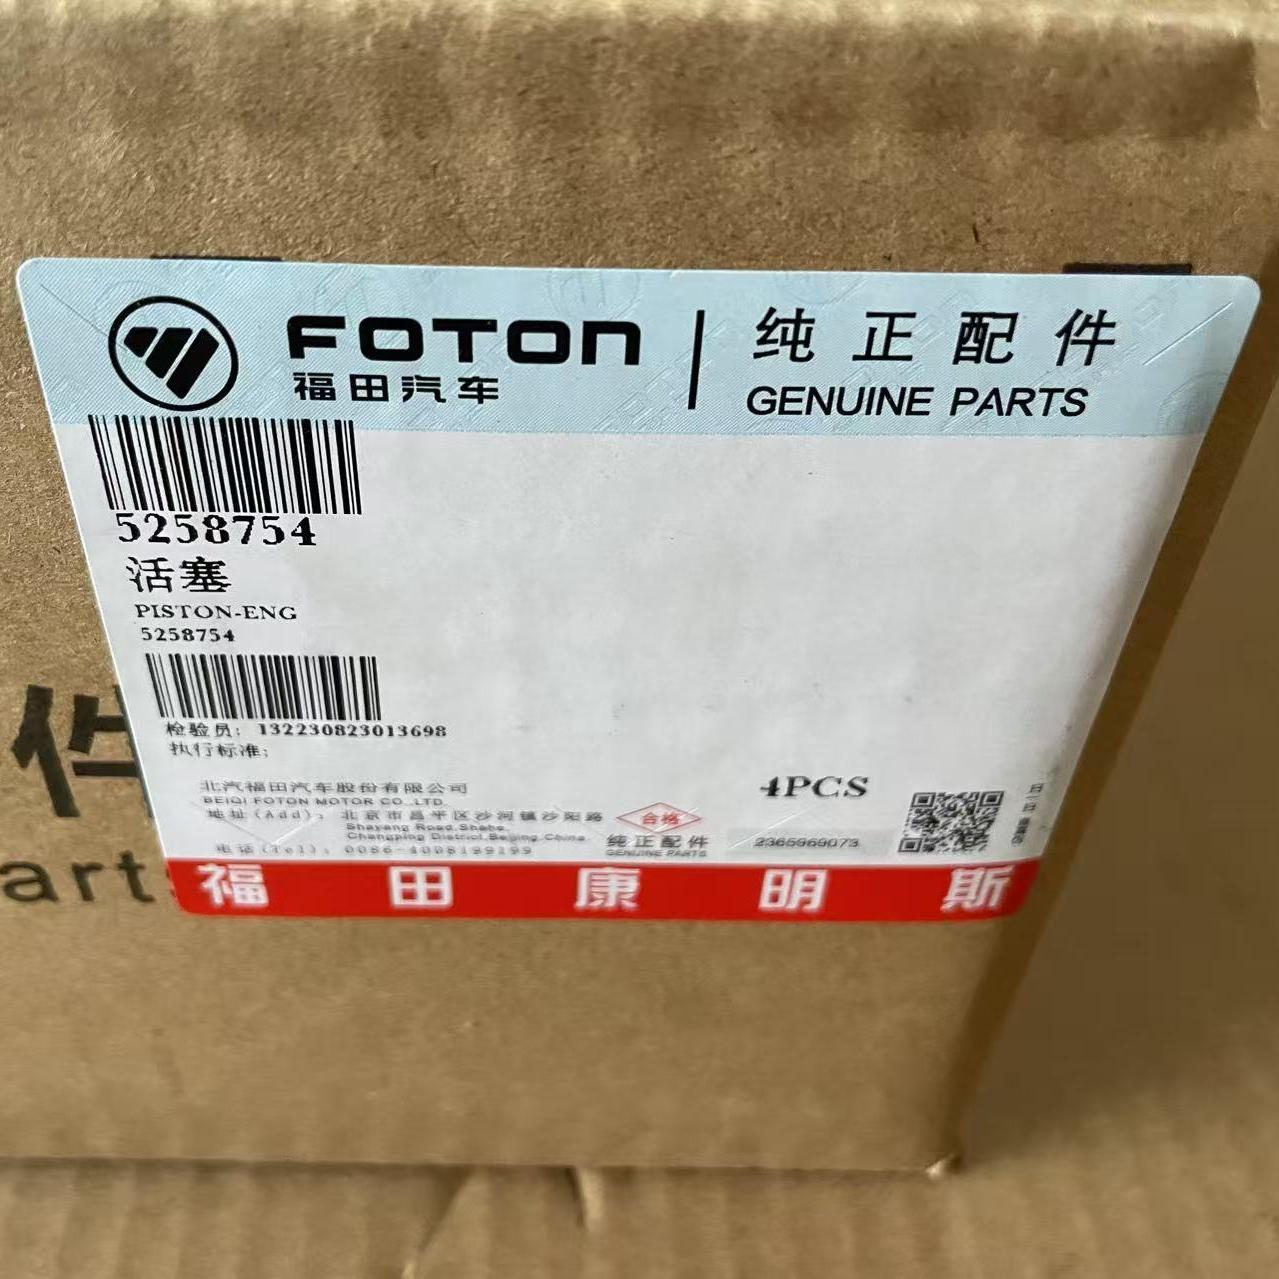 FOTON
福田汽车
纯正配件
GENUINE PARTS
5258754
活塞
PISTON-ENG
5258754
检验员: 132230823013698
执行标准:
北汽福田汽车股份有限公司
BEIQI FOTON MOTOR CO.,LTD.
地址(Add): 北京市昌平区沙河镇沙阳路
Shayang Road,Shahe,
Changping District,Beijing,China
电话(Tel): 0086-4008199199
4PCS
合格
纯正配件
GENUINE PARTS
2365969073
福田康明斯
件
art